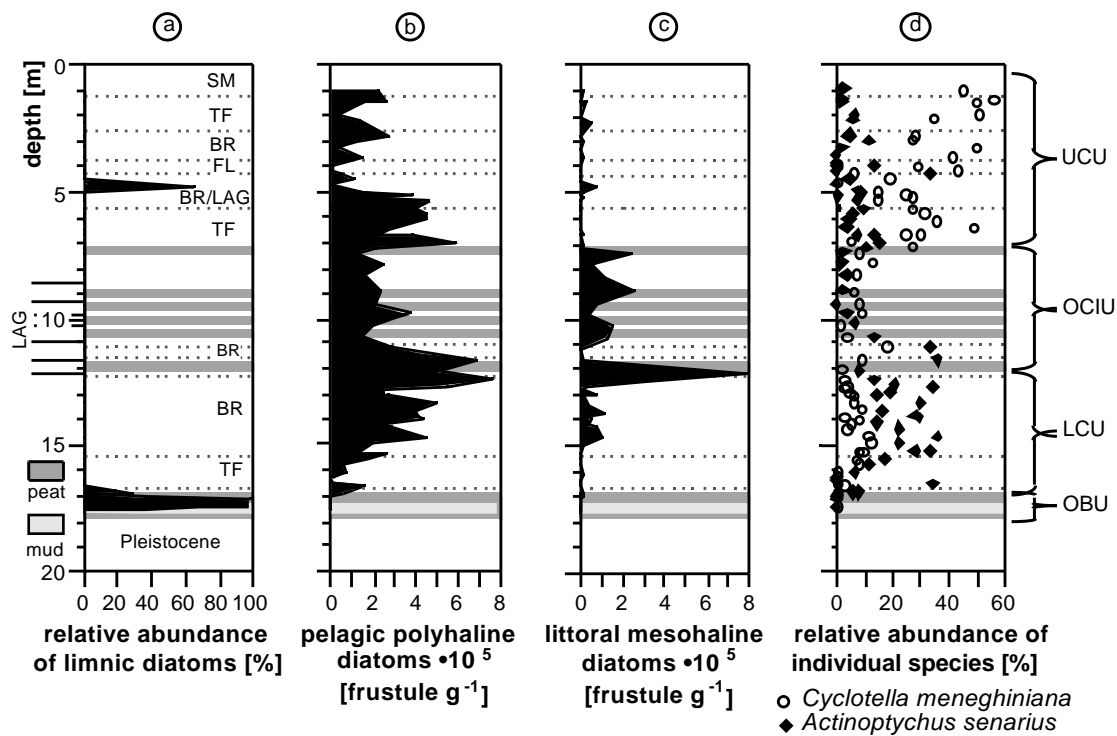 a b c d
0
SM
TF
BR
FL
5
BR/LAG
TF
10
BR
BR
15
TF
Pleistocene
20
depth [m]
LAG
peat
mud
UCU
OCIU
LCU
OBU
0 20 40 60 80 100
0 2 4 6 8
0 2 4 6 8
0 20 40 60
relative abundance
of limnic diatoms [%]
pelagic polyhaline
diatoms •10 5
[frustule g-1]
littoral mesohaline
diatoms •10 5
[frustule g-1]
relative abundance of
individual species [%]
Cyclotella meneghiniana
Actinoptychus senarius